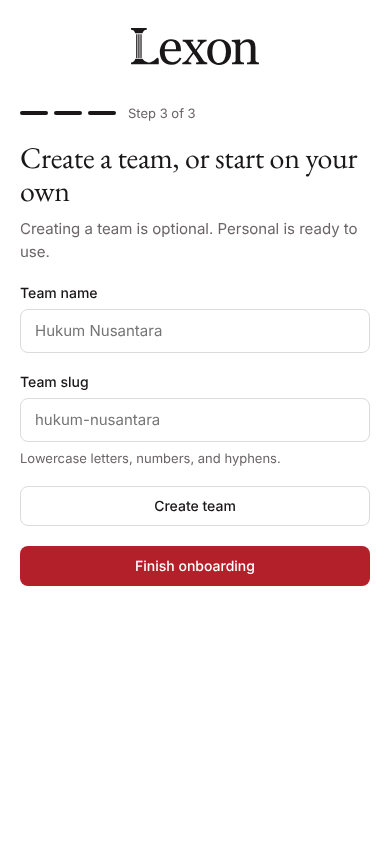 Lexon
Step 3 of 3
Create a team, or start on your
own
Creating a team is optional. Personal is ready to
use.
Team name
Hukum Nusantara
Team slug
hukum-nusantara
Lowercase letters, numbers, and hyphens.
Create team
Finish onboarding